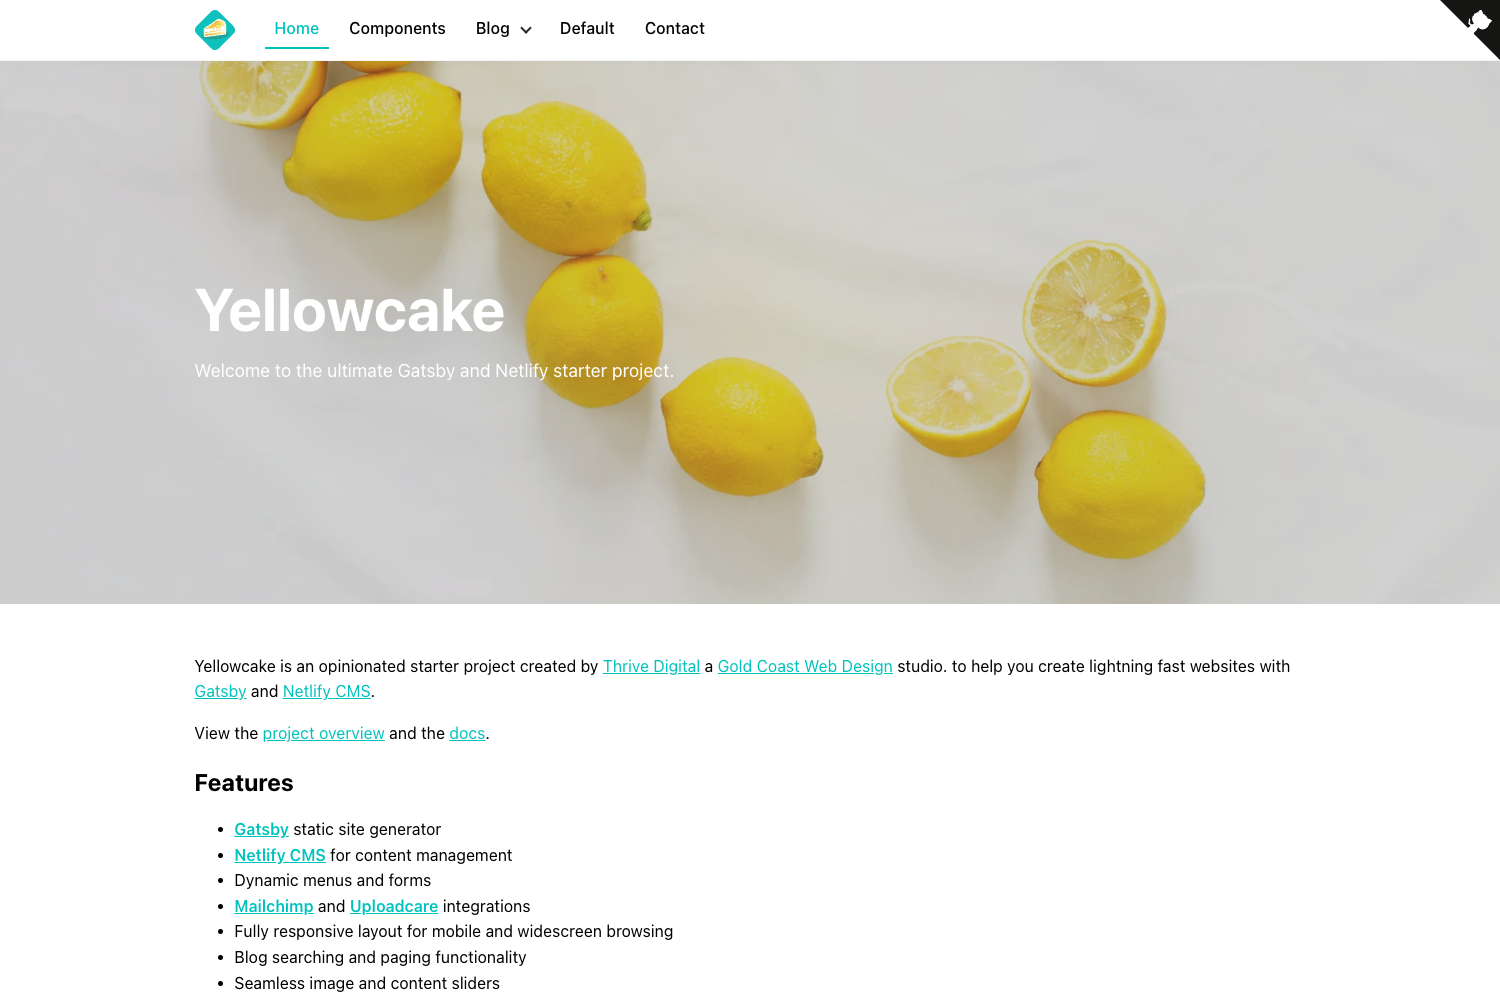 Home Components Blog Default Contact
Yellowcake
Welcome to the ultimate Gatsby and Netlify starter project.
Yellowcake is an opinionated starter project created by Thrive Digital a Gold Coast Web Design studio. to help you create lightning fast websites with
Gatsby and Netlify CMS.
View the project overview and the docs.
Features
• Gatsby static site generator
• Netlify CMS for content management
• Dynamic menus and forms
• Mailchimp and Uploadcare integrations
• Fully responsive layout for mobile and widescreen browsing
• Blog searching and paging functionality
• Seamless image and content sliders